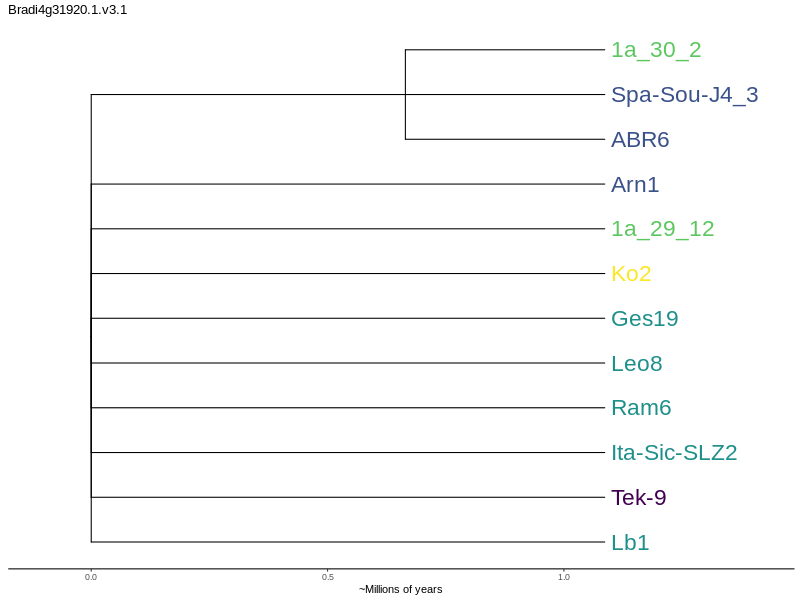 Bradi4g31920.1.v3.1
1a_30_2
Spa-Sou-J4_3
ABR6
Arn1
1a_29_12
Ko2
Ges19
Leo8
Ram6
Ita-Sic-SLZ2
Tek-9
Lb1
0.0 0.5 1.0
~Millions of years